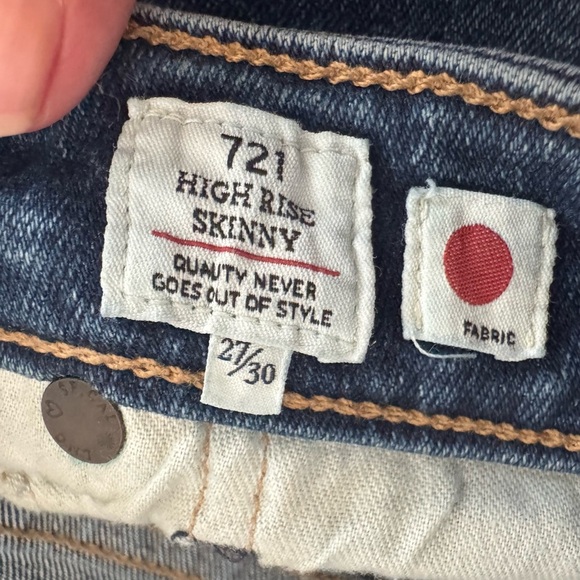 721
HIGH RISE
SKINNY
QUALITY NEVER
GOES OUT OF STYLE
27/30
FABRIC